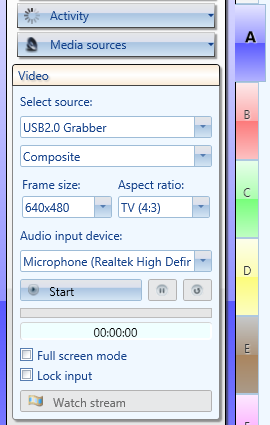 Activity
Media sources
Video
Select source:
USB2.0 Grabber
Composite
Frame size: Aspect ratio:
640x480 TV (4:3)
Audio input device:
Microphone (Realtek High Defir
Start
00:00:00
Full screen mode
Lock input
Watch stream
A
B
C
D
E
F